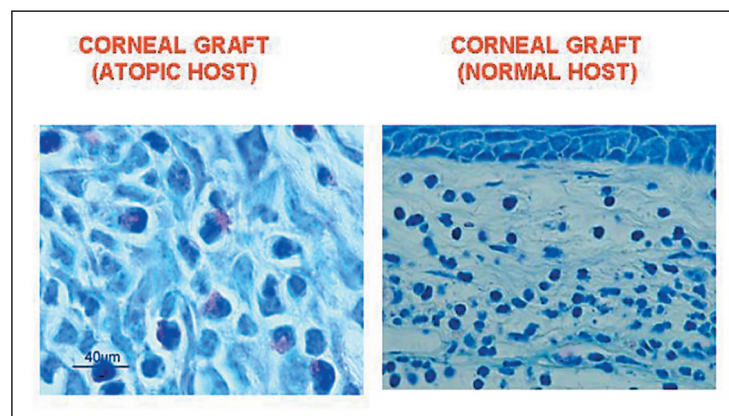 CORNEAL GRAFT
(ATOPIC HOST)
CORNEAL GRAFT
(NORMAL HOST)
40µm